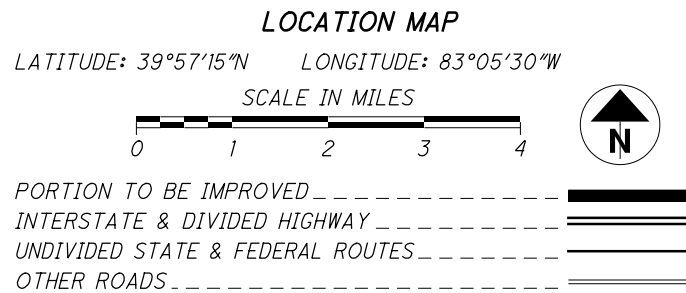 LOCATION MAP
LATITUDE: 39°57'15"N LONGITUDE: 83°05'30"W
SCALE IN MILES
0 1 2 3 4
N
PORTION TO BE IMPROVED
INTERSTATE & DIVIDED HIGHWAY
UNDIVIDED STATE & FEDERAL ROUTES
OTHER ROADS